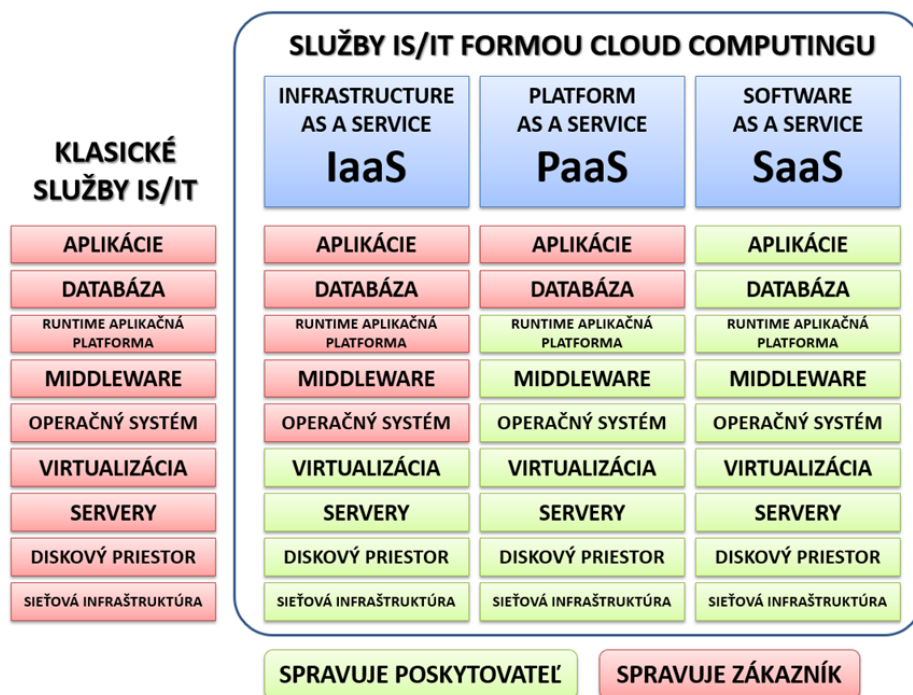 SLUŽBY IS/IT FORMOU CLOUD COMPUTINGU
INFRASTRUCTURE
AS A SERVICE
IaaS
PLATFORM
AS A SERVICE
PaaS
SOFTWARE
AS A SERVICE
SaaS
KLASICKÉ
SLUŽBY IS/IT
APLIKÁCIE
APLIKÁCIE
APLIKÁCIE
APLIKÁCIE
DATABÁZA
DATABÁZA
DATABÁZA
DATABÁZA
RUNTIME APLIKAČNÁ
PLATFORMA
RUNTIME APLIKAČNÁ
PLATFORMA
RUNTIME APLIKAČNÁ
PLATFORMA
RUNTIME APLIKAČNÁ
PLATFORMA
MIDDLEWARE
MIDDLEWARE
MIDDLEWARE
MIDDLEWARE
OPERAČNÝ SYSTÉM
OPERAČNÝ SYSTÉM
OPERAČNÝ SYSTÉM
OPERAČNÝ SYSTÉM
VIRTUALIZÁCIA
VIRTUALIZÁCIA
VIRTUALIZÁCIA
VIRTUALIZÁCIA
SERVERY
SERVERY
SERVERY
SERVERY
DISKOVÝ PRIESTOR
DISKOVÝ PRIESTOR
DISKOVÝ PRIESTOR
DISKOVÝ PRIESTOR
SIEŤOVÁ INFRAŠTRUKTÚRA
SIEŤOVÁ INFRAŠTRUKTÚRA
SIEŤOVÁ INFRAŠTRUKTÚRA
SIEŤOVÁ INFRAŠTRUKTÚRA
SPRAVUJE POSKYTOVATEĽ
SPRAVUJE ZÁKAZNÍK